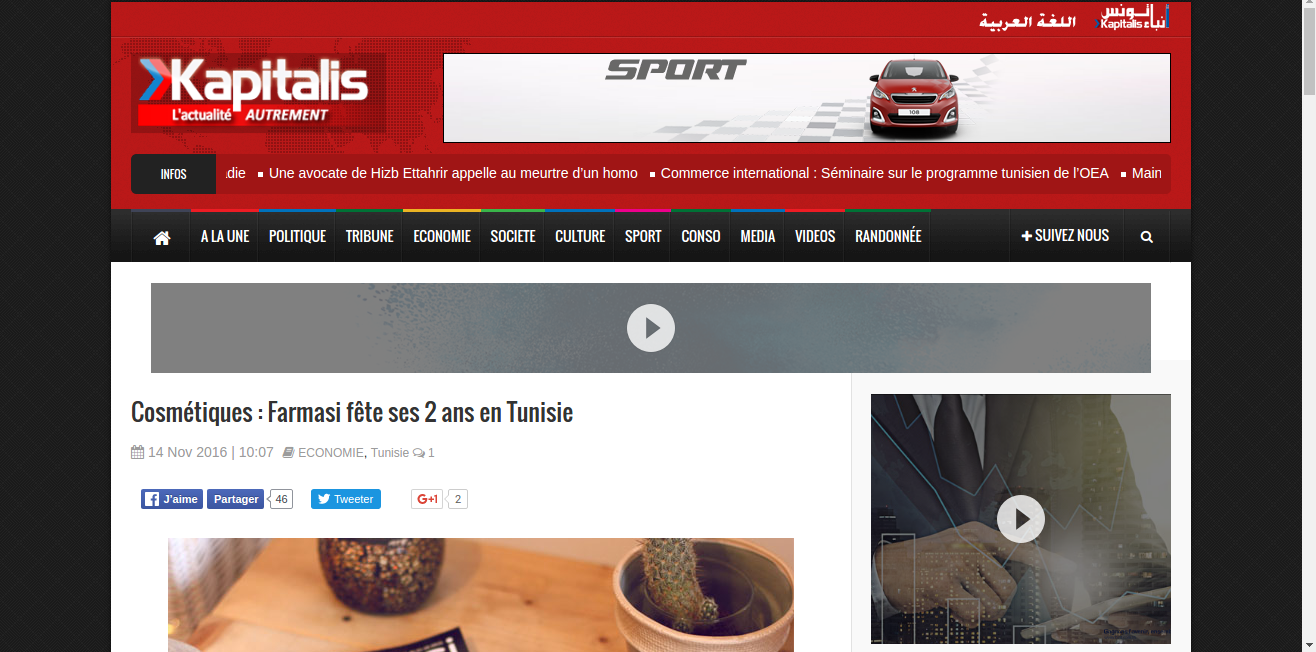 اللغة العربية
أنباء تونس
Kapitalis
Kapitalis
L'actualité AUTREMENT
SPORT
108
INFOS
die ▪ Une avocate de Hizb Ettahrir appelle au meurtre d'un homo ▪ Commerce international : Séminaire sur le programme tunisien de l'OEA ▪ Main
A LA UNE POLITIQUE TRIBUNE ECONOMIE SOCIETE CULTURE SPORT CONSO MEDIA VIDEOS RANDONNÉE + SUIVEZ NOUS
Cosmétiques : Farmasi fête ses 2 ans en Tunisie
14 Nov 2016 | 10:07 ECONOMIE, Tunisie 1
J'aime Partager 46 Tweeter G+1 2